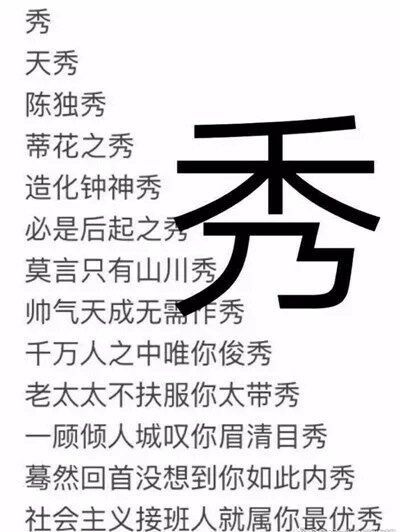 秀
天秀
陈独秀
蒂花之秀
造化钟神秀
必是后起之秀
莫言只有山川秀
帅气天成无需作秀
千万人之中唯你俊秀
老太太不扶服你太带秀
一顾倾人城叹你眉清目秀
蓦然回首没想到你如此内秀
社会主义接班人就属你最优秀
秀